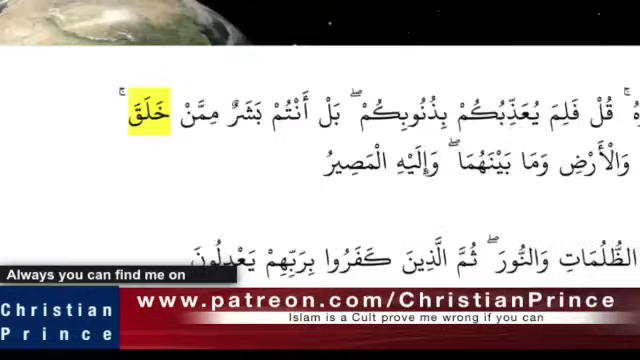 قُلْ فَلِمَ يُعَذِّبُكُمْ بِذُنُوبِكُمْ ۖ بَلْ أَنْتُمْ بَشَرٌ مِمَّنْ خَلَقَ ۚ
وَالْأَرْضِ وَمَا بَيْنَهُمَا ۖ وَإِلَيْهِ الْمَصِيرُ
الظُّلُمَاتِ وَالنُّورَ ۖ ثُمَّ الَّذِينَ كَفَرُوا بِرَبِّهِمْ يَعْدِلُونَ
Always you can find me on
Christian Prince
www.patreon.com/ChristianPrince
Islam is a Cult prove me wrong if you can